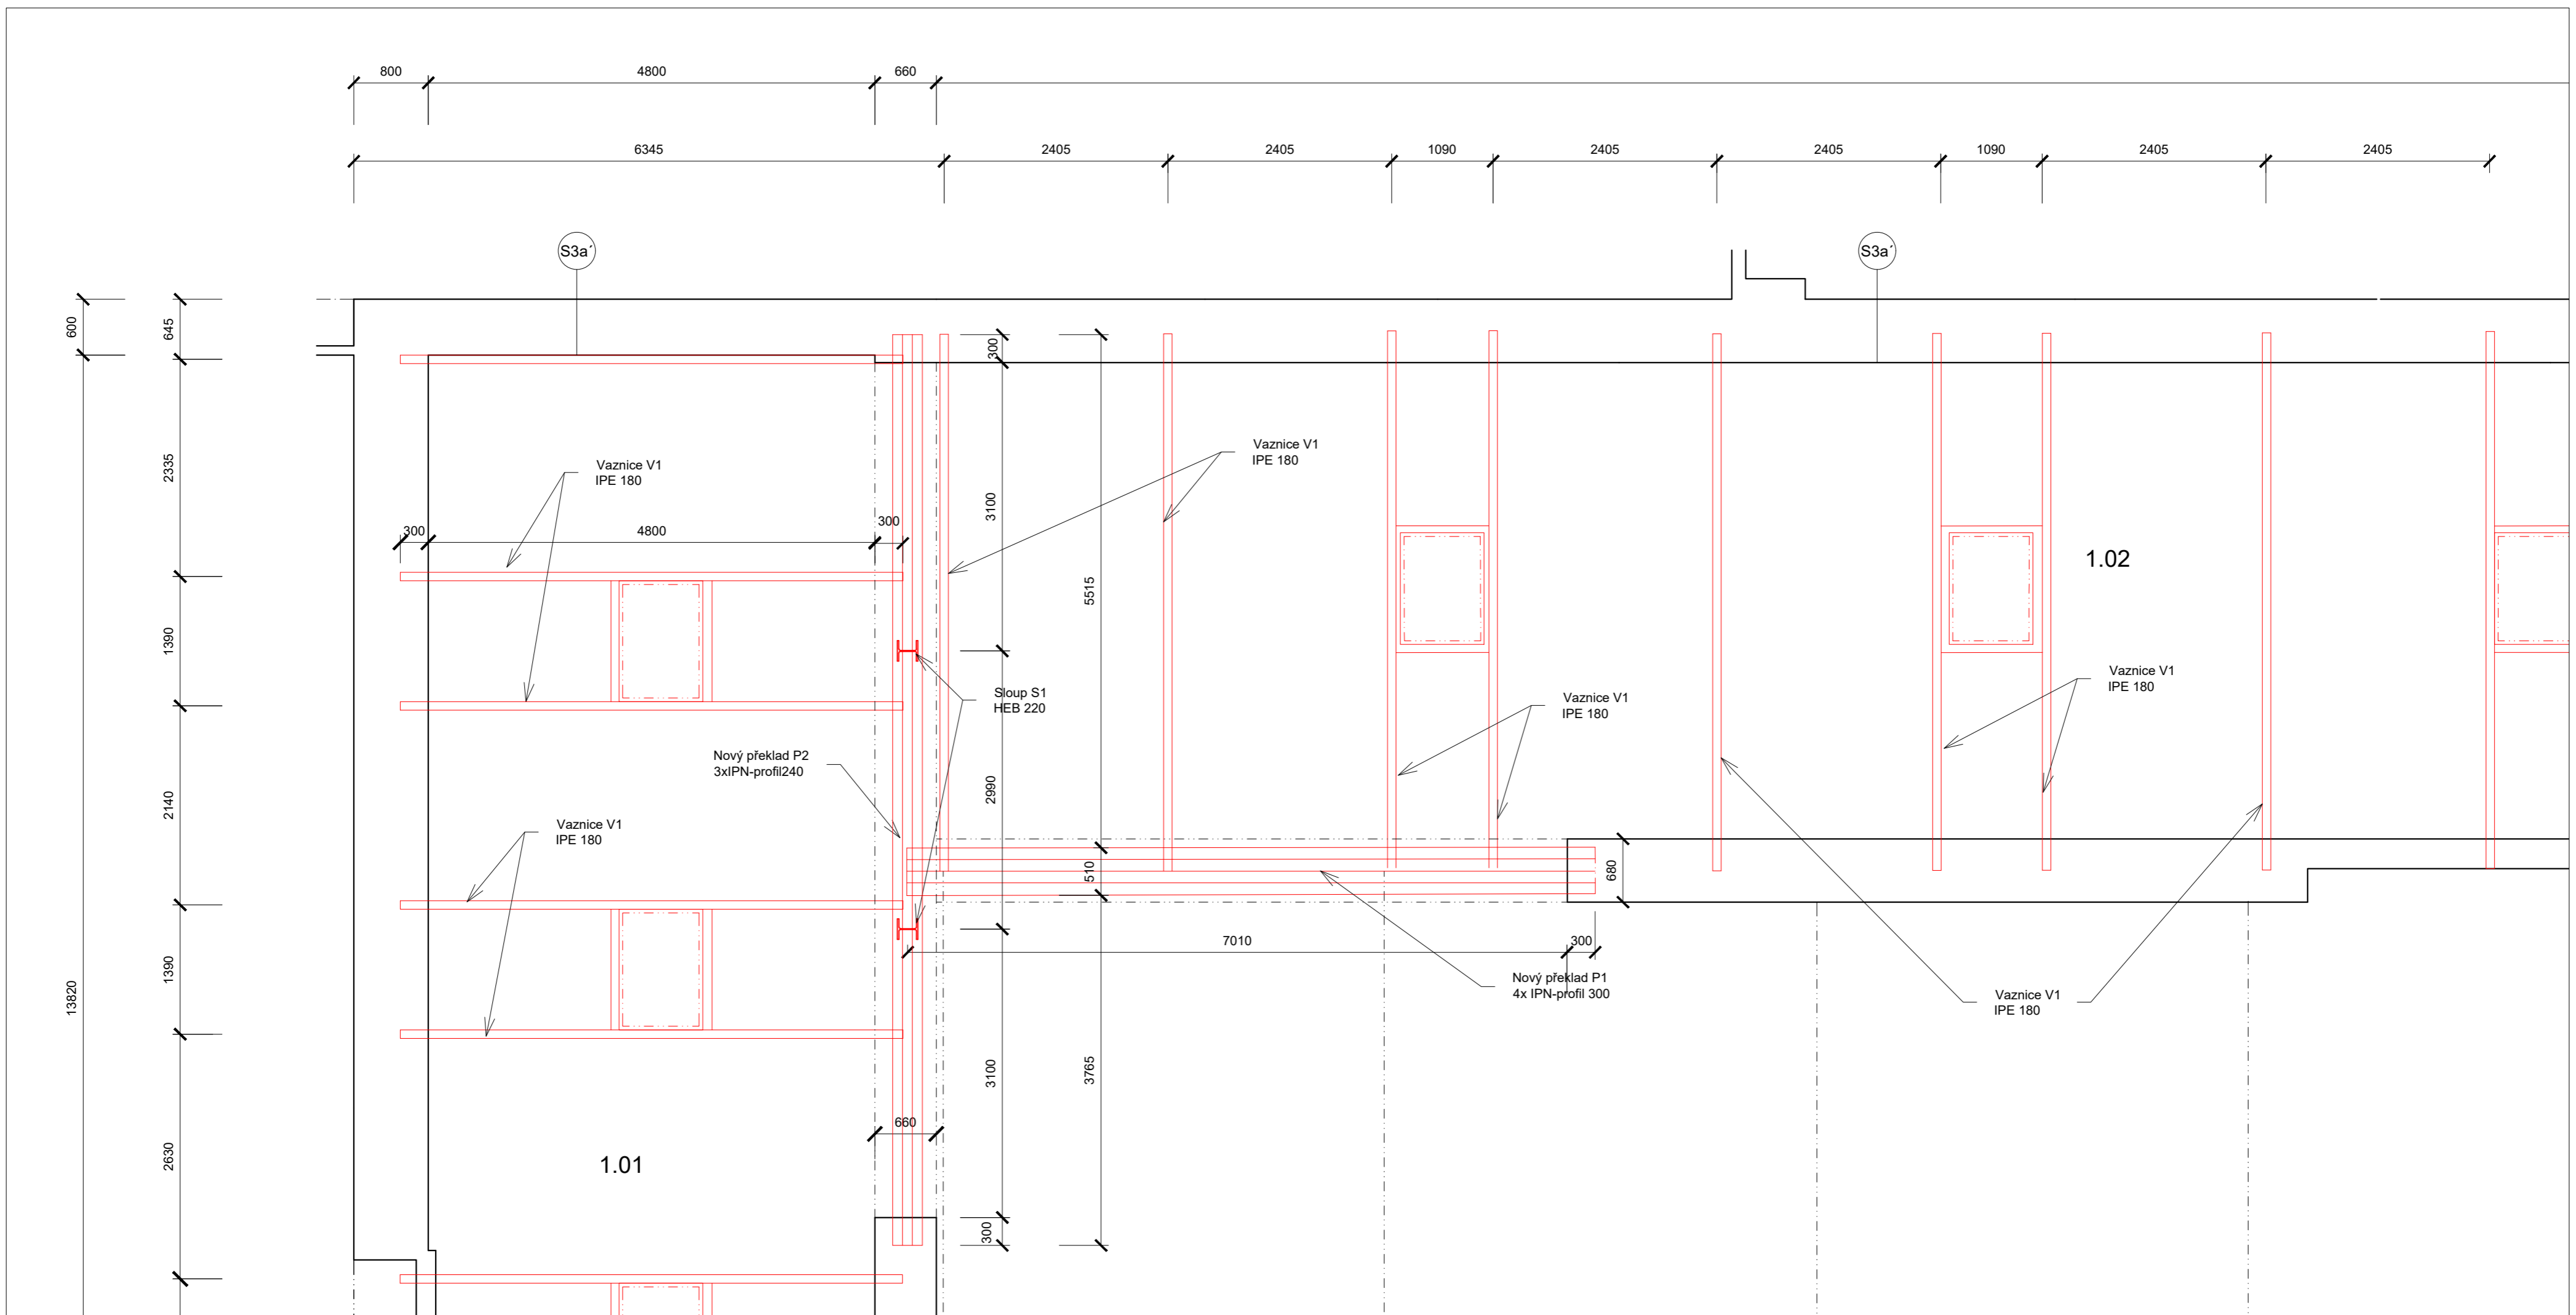 800
4800
660
6345
2405
2405
1090
2405
2405
1090
2405
2405
S3a´
S3a´
600
645
300
Vaznice V1
IPE 180
Vaznice V1
IPE 180
2335
3100
300
4800
300
5515
1.02
1390
Sloup S1
HEB 220
Vaznice V1
IPE 180
Vaznice V1
IPE 180
Nový překlad P2
3xIPN-profil240
2990
2140
Vaznice V1
IPE 180
510
680
7010
300
1390
Nový překlad P1
4x IPN-profil 300
Vaznice V1
IPE 180
13820
3100
3765
660
2630
1.01
300